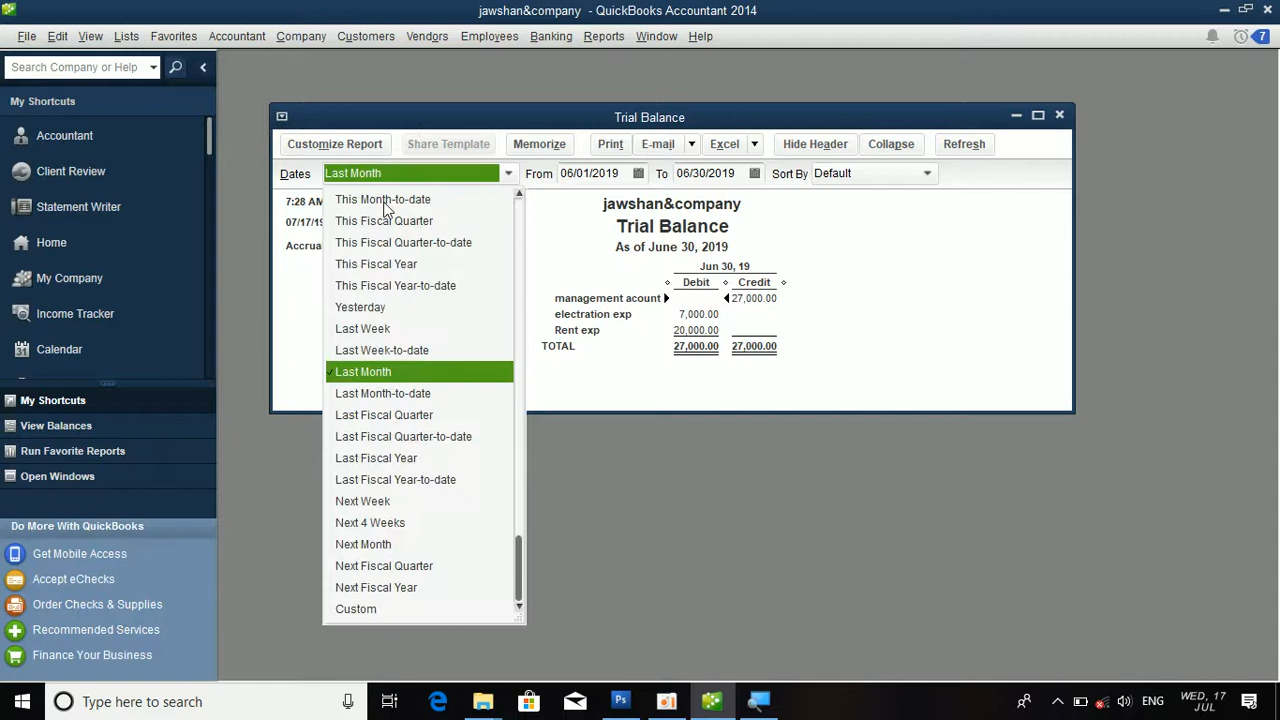 jawshan&company - QuickBooks Accountant 2014
File Edit View Lists Favorites Accountant Company Customers Vendors Employees Banking Reports Window Help
7
Search Company or Help
My Shortcuts
Accountant
Client Review
Statement Writer
Home
My Company
Income Tracker
Calendar
My Shortcuts
View Balances
Run Favorite Reports
Open Windows
Do More With QuickBooks
Get Mobile Access
Accept eChecks
Order Checks & Supplies
Recommended Services
Finance Your Business
Trial Balance
Customize Report Share Template Memorize Print E-mail Excel Hide Header Collapse Refresh
Dates Last Month From 06/01/2019 To 06/30/2019 Sort By Default
7:28 AM
07/17/19
Accrua
This Month-to-date
This Fiscal Quarter
This Fiscal Quarter-to-date
This Fiscal Year
This Fiscal Year-to-date
Yesterday
Last Week
Last Week-to-date
Last Month
Last Month-to-date
Last Fiscal Quarter
Last Fiscal Quarter-to-date
Last Fiscal Year
Last Fiscal Year-to-date
Next Week
Next 4 Weeks
Next Month
Next Fiscal Quarter
Next Fiscal Year
Custom
jawshan&company
Trial Balance
As of June 30, 2019
Jun 30, 19
Debit Credit
management acount 27,000.00
electration exp 7,000.00
Rent exp 20,000.00
TOTAL 27,000.00 27,000.00
Type here to search
Ps
ENG
WED, 17
JUL